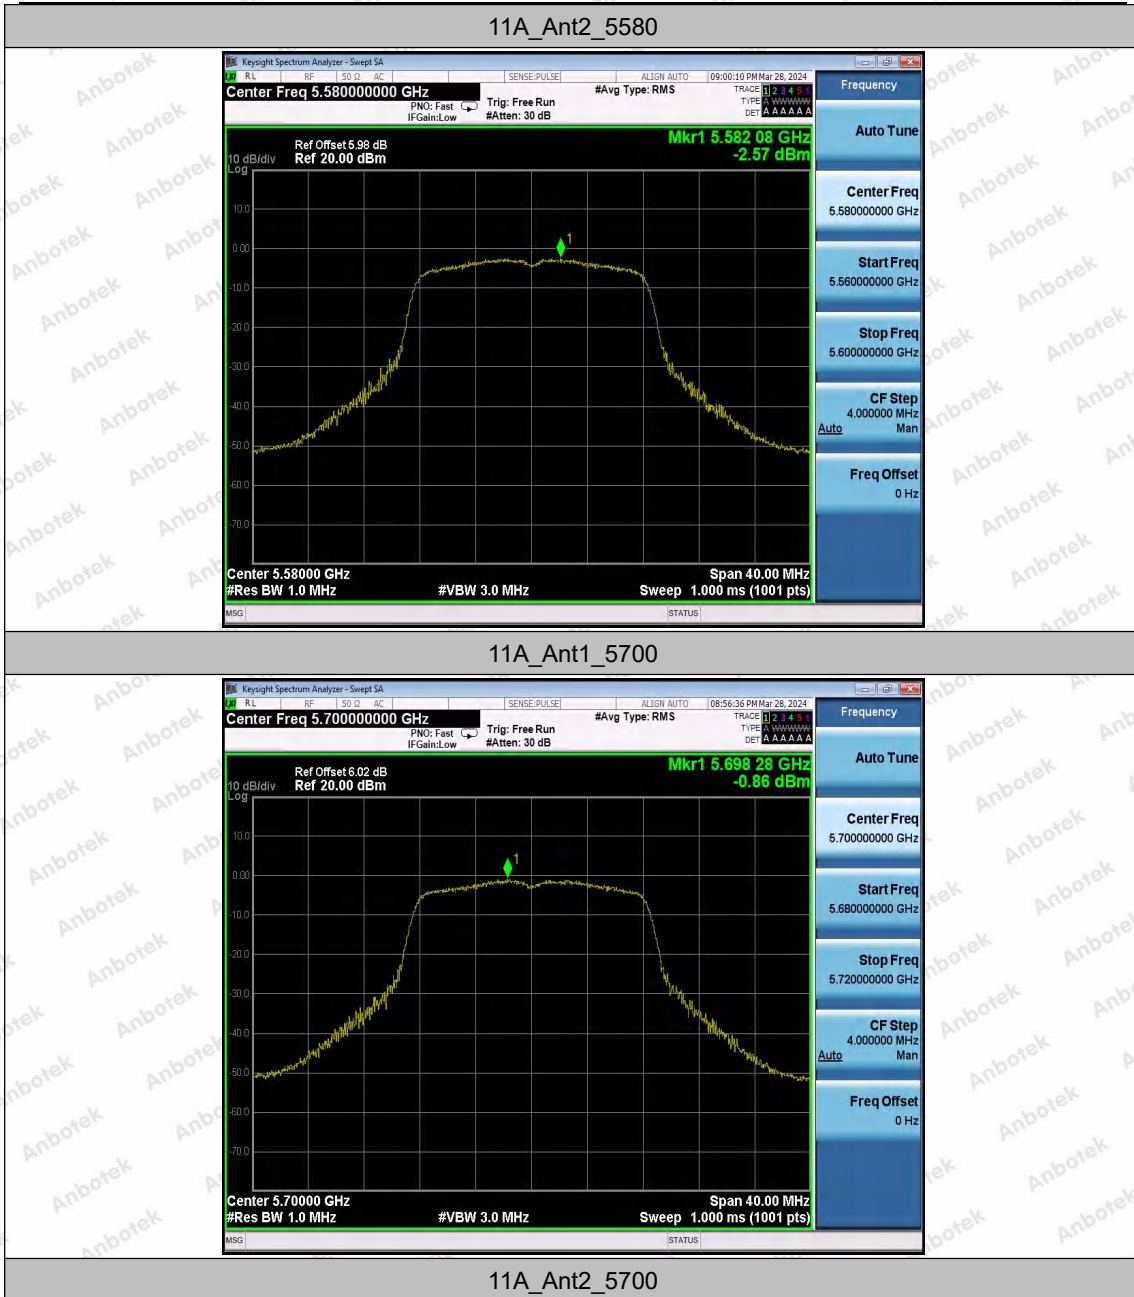 11A_Ant2_5580
Keysight Spectrum Analyzer - Swept SA
RL RF 50 Ω AC SENSE:PULSE ALIGN AUTO 09:00:10 PM Mar 28, 2024
Center Freq 5.580000000 GHz #Avg Type: RMS TRACE 1 2 3 4 5 6
PNO: Fast Trig: Free Run TYPE A WWWWW
IFGain:Low #Atten: 30 dB DET A A A A A A
Frequency
Auto Tune
Center Freq
5.580000000 GHz
Start Freq
5.560000000 GHz
Stop Freq
5.600000000 GHz
CF Step
4.000000 MHz
Auto Man
Freq Offset
0 Hz
Mkr1 5.582 08 GHz
-2.57 dBm
Ref Offset 5.98 dB
10 dB/div Ref 20.00 dBm
Log
10.0
0.00
-10.0
-20.0
-30.0
-40.0
-50.0
-60.0
-70.0
1
Center 5.58000 GHz Span 40.00 MHz
#Res BW 1.0 MHz #VBW 3.0 MHz Sweep 1.000 ms (1001 pts)
MSG STATUS
11A_Ant1_5700
Keysight Spectrum Analyzer - Swept SA
RL RF 50 Ω AC SENSE:PULSE ALIGN AUTO 08:56:36 PM Mar 28, 2024
Center Freq 5.700000000 GHz #Avg Type: RMS TRACE 1 2 3 4 5 6
PNO: Fast Trig: Free Run TYPE A WWWWW
IFGain:Low #Atten: 30 dB DET A A A A A A
Frequency
Auto Tune
Center Freq
5.700000000 GHz
Start Freq
5.680000000 GHz
Stop Freq
5.720000000 GHz
CF Step
4.000000 MHz
Auto Man
Freq Offset
0 Hz
Mkr1 5.698 28 GHz
-0.86 dBm
Ref Offset 6.02 dB
10 dB/div Ref 20.00 dBm
Log
10.0
0.00
-10.0
-20.0
-30.0
-40.0
-50.0
-60.0
-70.0
1
Center 5.70000 GHz Span 40.00 MHz
#Res BW 1.0 MHz #VBW 3.0 MHz Sweep 1.000 ms (1001 pts)
MSG STATUS
11A_Ant2_5700
Anbotek